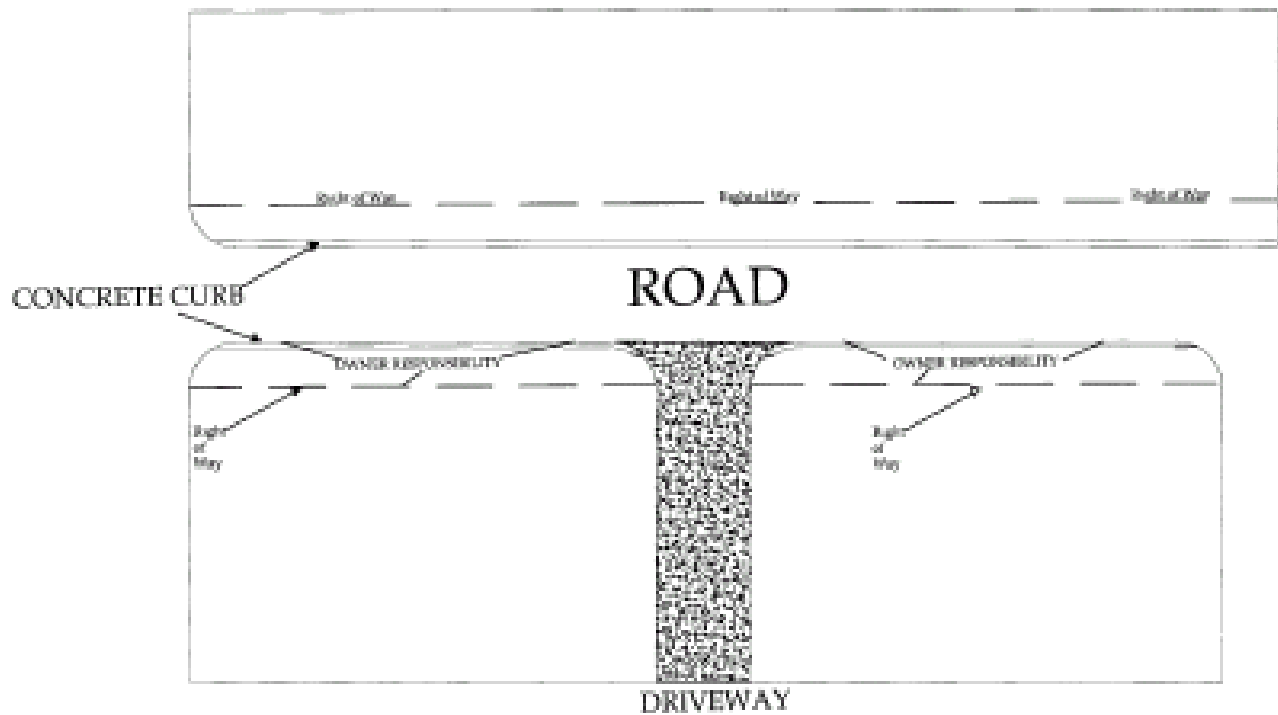 Right of Way
Right of Way
Right of Way
ROAD
CONCRETE CURB
OWNER RESPONSIBILITY
OWNER RESPONSIBILITY
Right
of
Way
Right
of
Way
DRIVEWAY